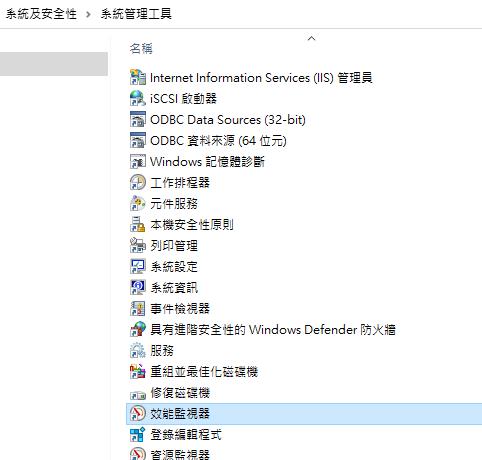 系統及安全性 › 系統管理工具
名稱
Internet Information Services (IIS) 管理員
iSCSI 啟動器
ODBC Data Sources (32-bit)
ODBC 資料來源 (64 位元)
Windows 記憶體診斷
工作排程器
元件服務
本機安全性原則
列印管理
系統設定
系統資訊
事件檢視器
具有進階安全性的 Windows Defender 防火牆
服務
重組並最佳化磁碟機
修復磁碟機
效能監視器
登錄編輯程式
資源監視器